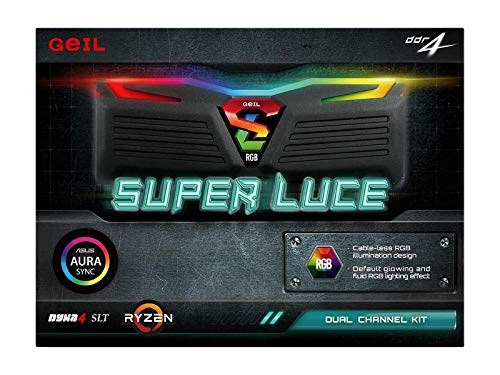 GEIL
DDR4
GEIL
RGB
SUPER LUCE
ASUS
AURA
SYNC
RGB
· Cable-less RGB
illumination design
· Default glowing and
fluid RGB lighting effect
DYNA4 SLT
RYZEN
DUAL CHANNEL KIT